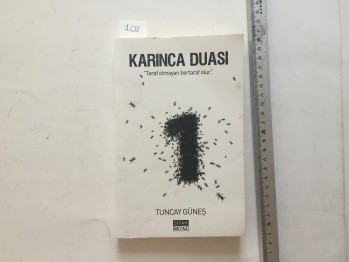 KARINCA DUASI
"Taraf olmayan bertaraf olur."
1
TUNCAY GÜNEŞ